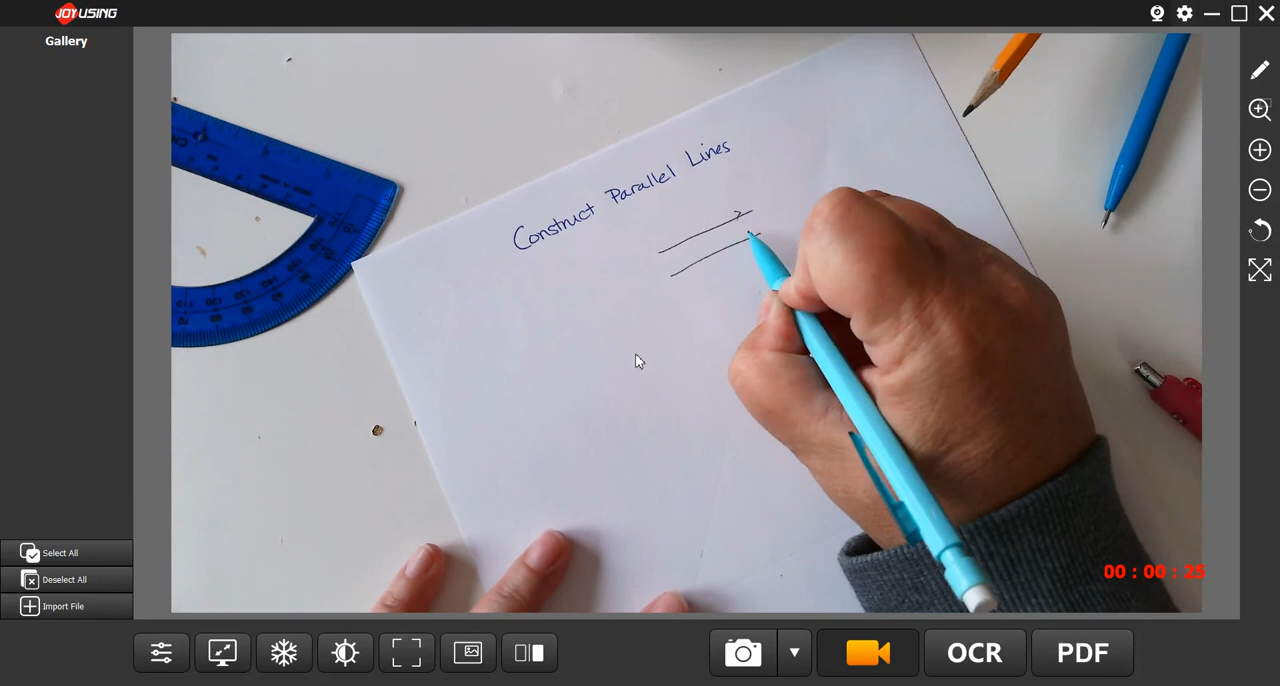 JOYUSING
Gallery
Construct Parallel Lines
Select All
Deselect All
Import File
00 : 00 : 25
OCR
PDF